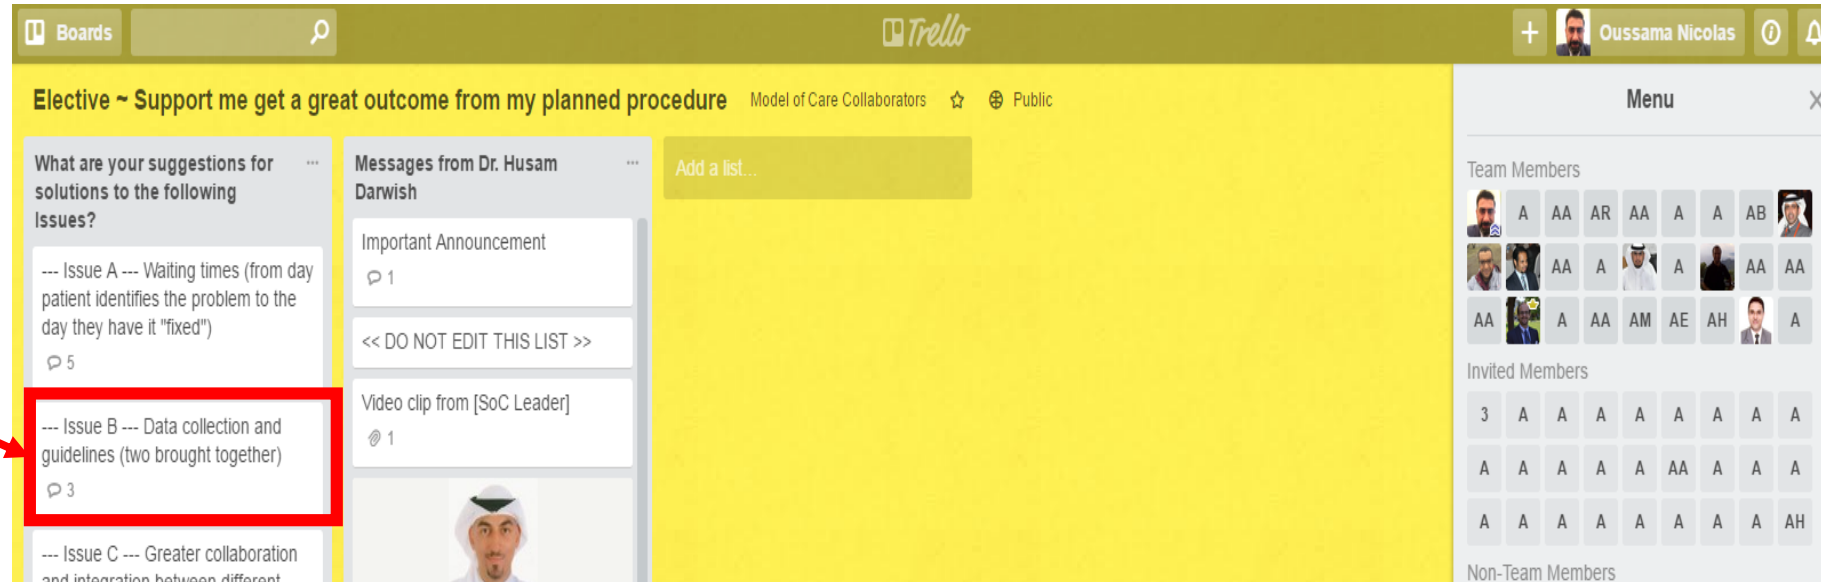 Boards
Trello
Oussama Nicolas
Elective ~ Support me get a great outcome from my planned procedure
Model of Care Collaborators
Public
What are your suggestions for
solutions to the following
Issues?
--- Issue A --- Waiting times (from day
patient identifies the problem to the
day they have it "fixed")
5
--- Issue B --- Data collection and
guidelines (two brought together)
3
--- Issue C --- Greater collaboration
and integration between different
Messages from Dr. Husam
Darwish
Important Announcement
1
<< DO NOT EDIT THIS LIST >>
Video clip from [SoC Leader]
1
Add a list...
Menu
Team Members
A AA AR AA A A AB
AA A A AA AA
AA A AA AM AE AH A
Invited Members
3 A A A A A A A A
A A A A A AA A A A
A A A A A A A A AH
Non-Team Members